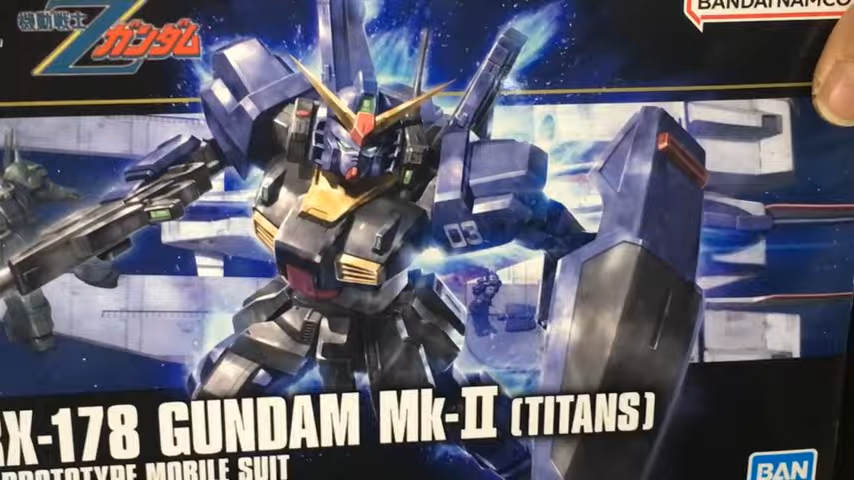 機動戦士
Zガンダム
BANDAI NAMCO
03
RX-178 GUNDAM Mk-II (TITANS)
PROTOTYPE MOBILE SUIT
BAN